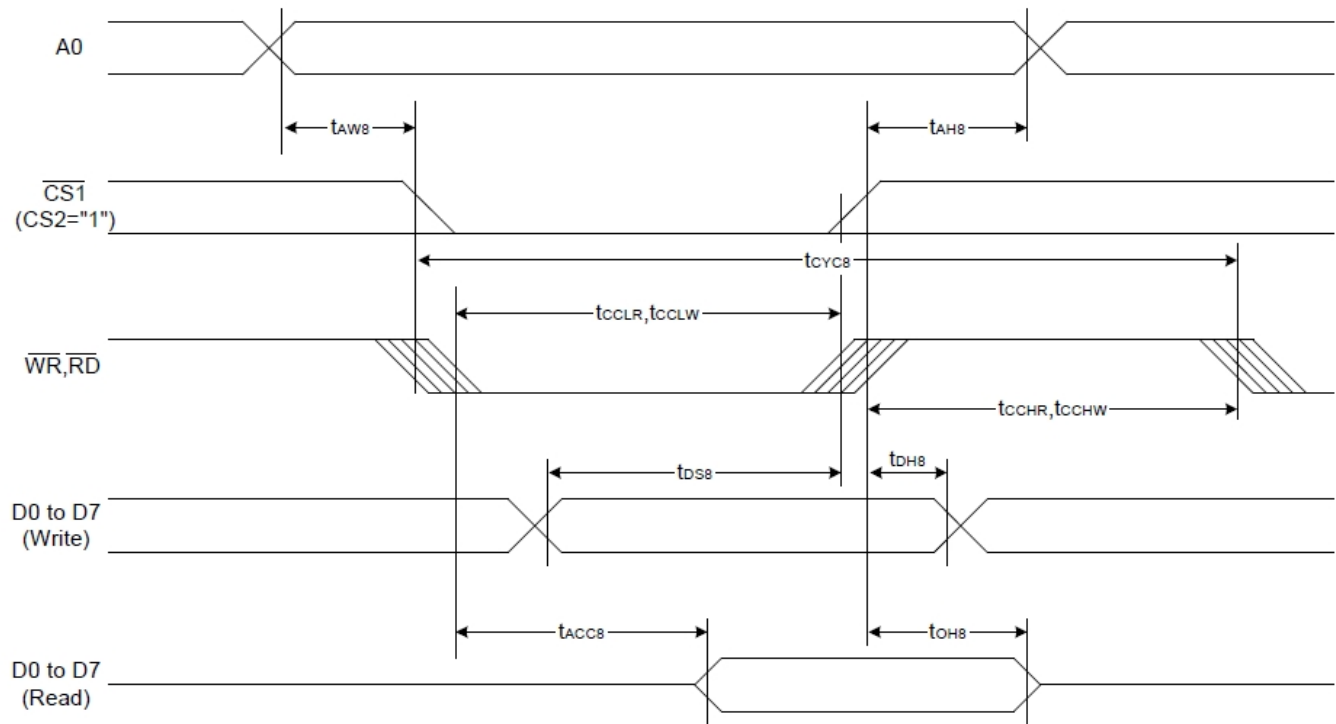 A0
tAW8
tAH8
CS1
(CS2="1")
tCYC8
tCCLR,tCCLW
WR,RD
tCCHR,tCCHW
tDS8
tDH8
D0 to D7
(Write)
tACC8
tOH8
D0 to D7
(Read)